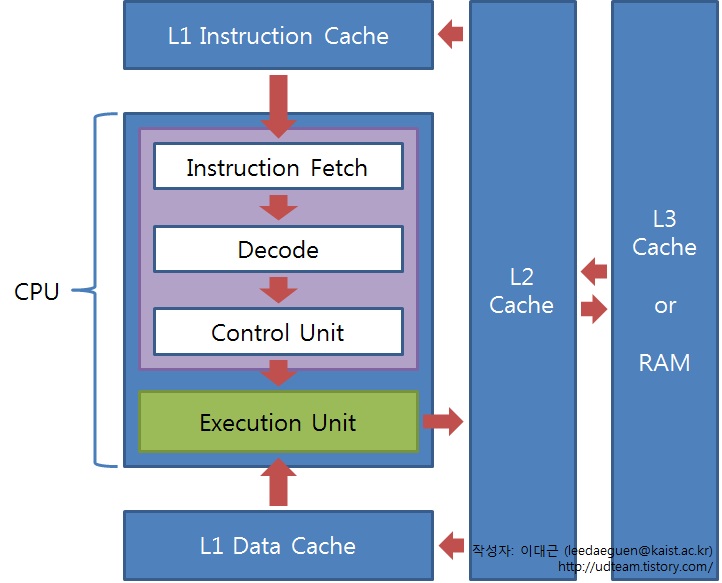 L1 Instruction Cache
CPU
Instruction Fetch
Decode
Control Unit
Execution Unit
L1 Data Cache
L2
Cache
L3
Cache
or
RAM
작성자: 이대근 (leedaeguen@kaist.ac.kr)
http://udteam.tistory.com/